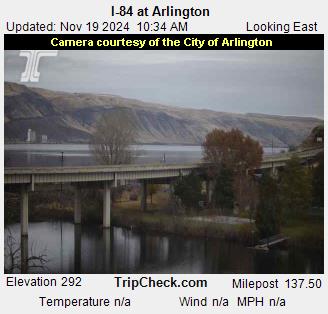 I-84 at Arlington
Updated: Nov 19 2024 10:34 AM Looking East
Camera courtesy of the City of Arlington
Elevation 292 TripCheck.com Milepost 137.50
Temperature n/a Wind n/a MPH n/a